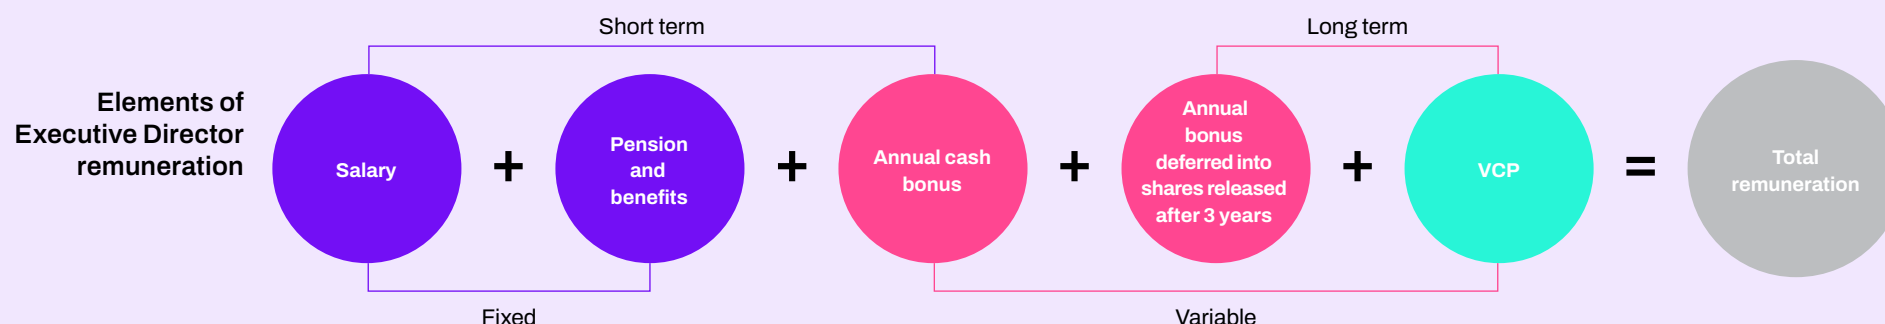 Short term
Long term
Elements of
Executive Director
remuneration
Salary
+
Pension
and
benefits
+
Annual cash
bonus
+
Annual
bonus
deferred into
shares released
after 3 years
+
VCP
=
Total
remuneration
Fixed
Variable